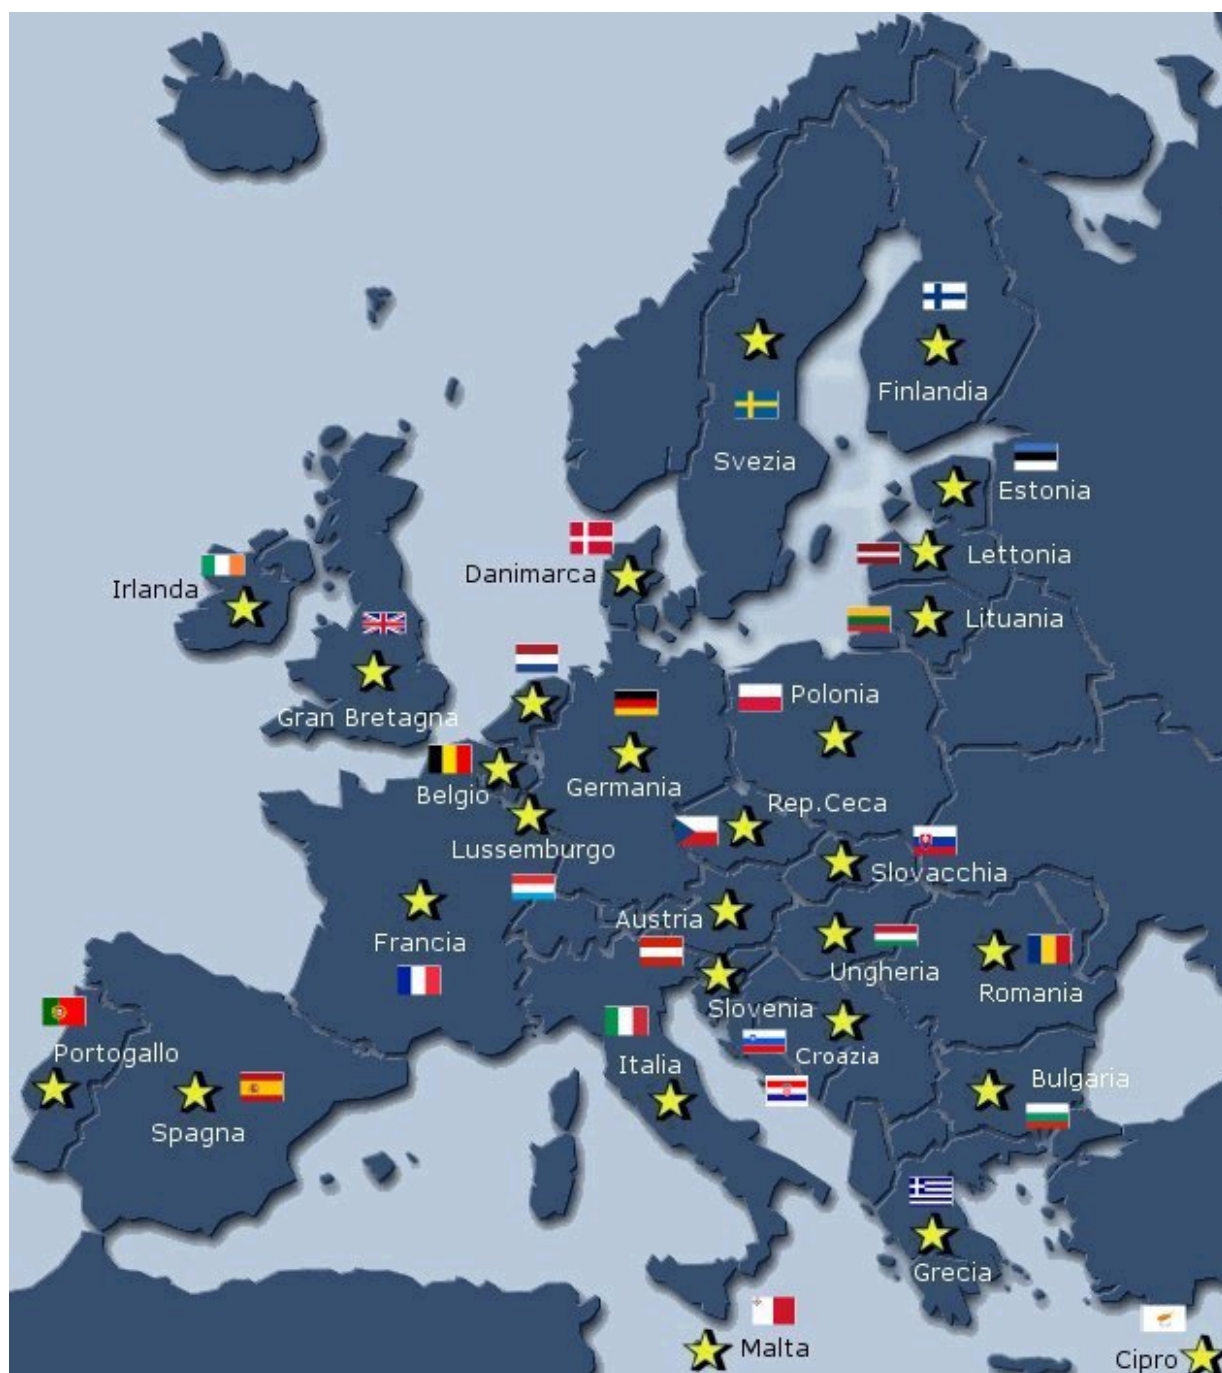 Finlandia
Svezia
Estonia
Lettonia
Danimarca
Irlanda
Lituania
Polonia
Gran Bretagna
Germania
Belgio
Rep.Ceca
Lussemburgo
Slovacchia
Austria
Francia
Ungheria
Romania
Slovenia
Portogallo
Croazia
Italia
Bulgaria
Spagna
Grecia
Malta
Cipro